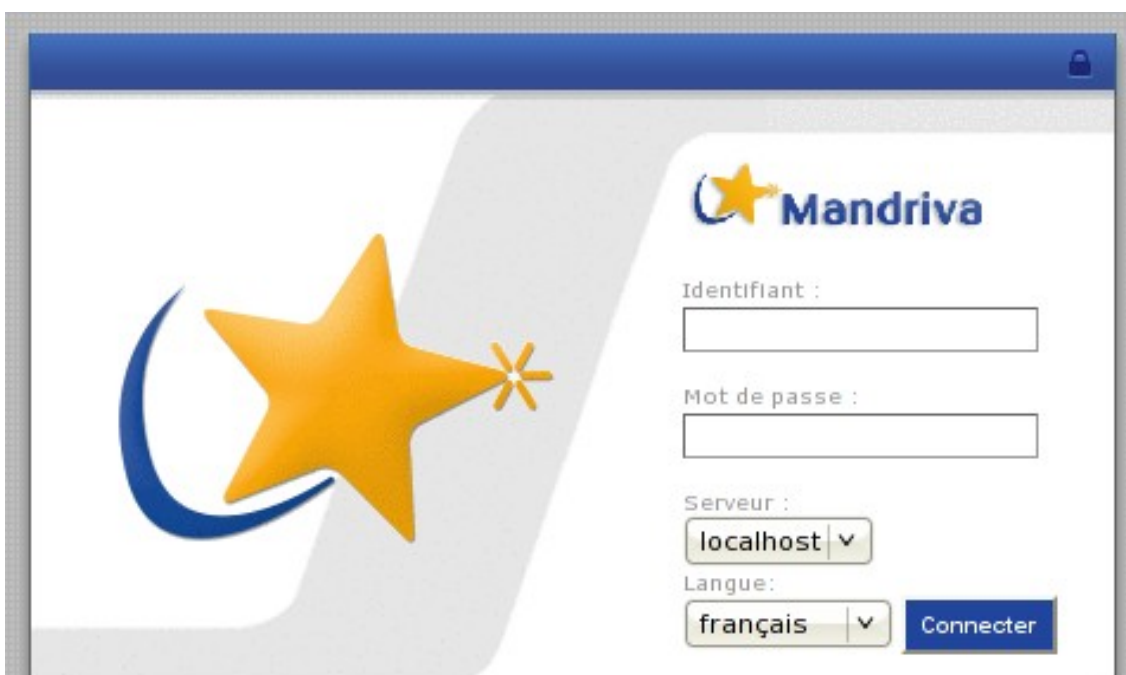 Mandriva
Identifiant :
Mot de passe :
Serveur :
localhost
Langue:
français
Connecter